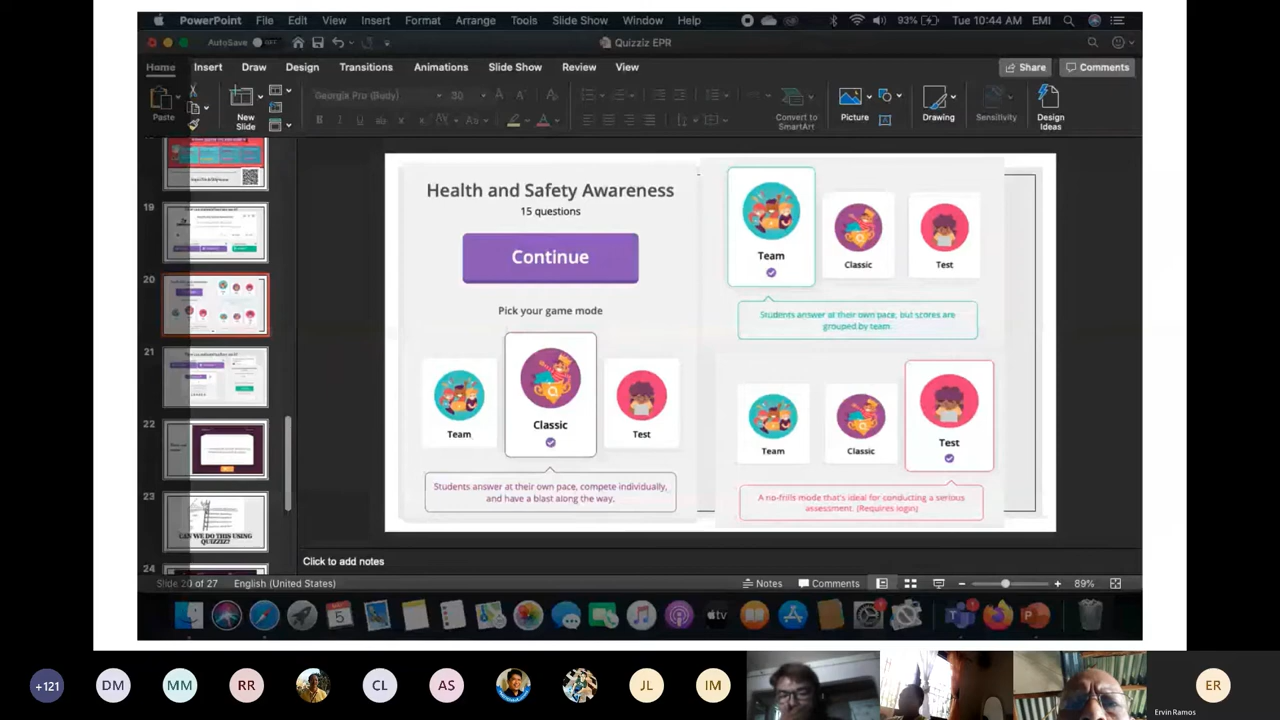 PowerPoint File Edit View Insert Format Arrange Tools Slide Show Window Help 93% Tue 10:44 AM EMI
AutoSave OFF Quizziz EPR
Home Insert Draw Design Transitions Animations Slide Show Review View Share Comments
Georgia Pro (Body) 30
Paste New Slide Convert to SmartArt Picture Drawing Sensitivity Design Ideas
19
20
21
22
23
CAN WE DO THIS USING
QUIZZIZ?
24
Health and Safety Awareness
15 questions
Continue
Pick your game mode
Team
Classic
Test
Students answer at their own pace, compete individually,
and have a blast along the way.
Team
Classic
Test
Students answer at their own pace, but scores are
grouped by team.
Team
Classic
Test
A no-frills mode that's ideal for conducting a serious
assessment. (Requires login)
Click to add notes
Slide 20 of 27 English (United States) Notes Comments 89%
5 tv
+121 DM MM RR CL AS JL IM ER
Ervin Ramos